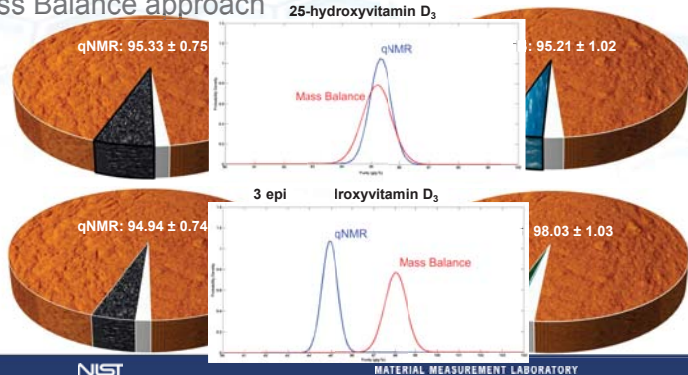 ss Balance approach
25-hydroxyvitamin D3
qNMR: 95.33 ± 0.75
: 95.21 ± 1.02
qNMR
Mass Balance
3 epi lroxyvitamin D3
qNMR: 94.94 ± 0.74
98.03 ± 1.03
qNMR
Mass Balance
NIST
MATERIAL MEASUREMENT LABORATORY